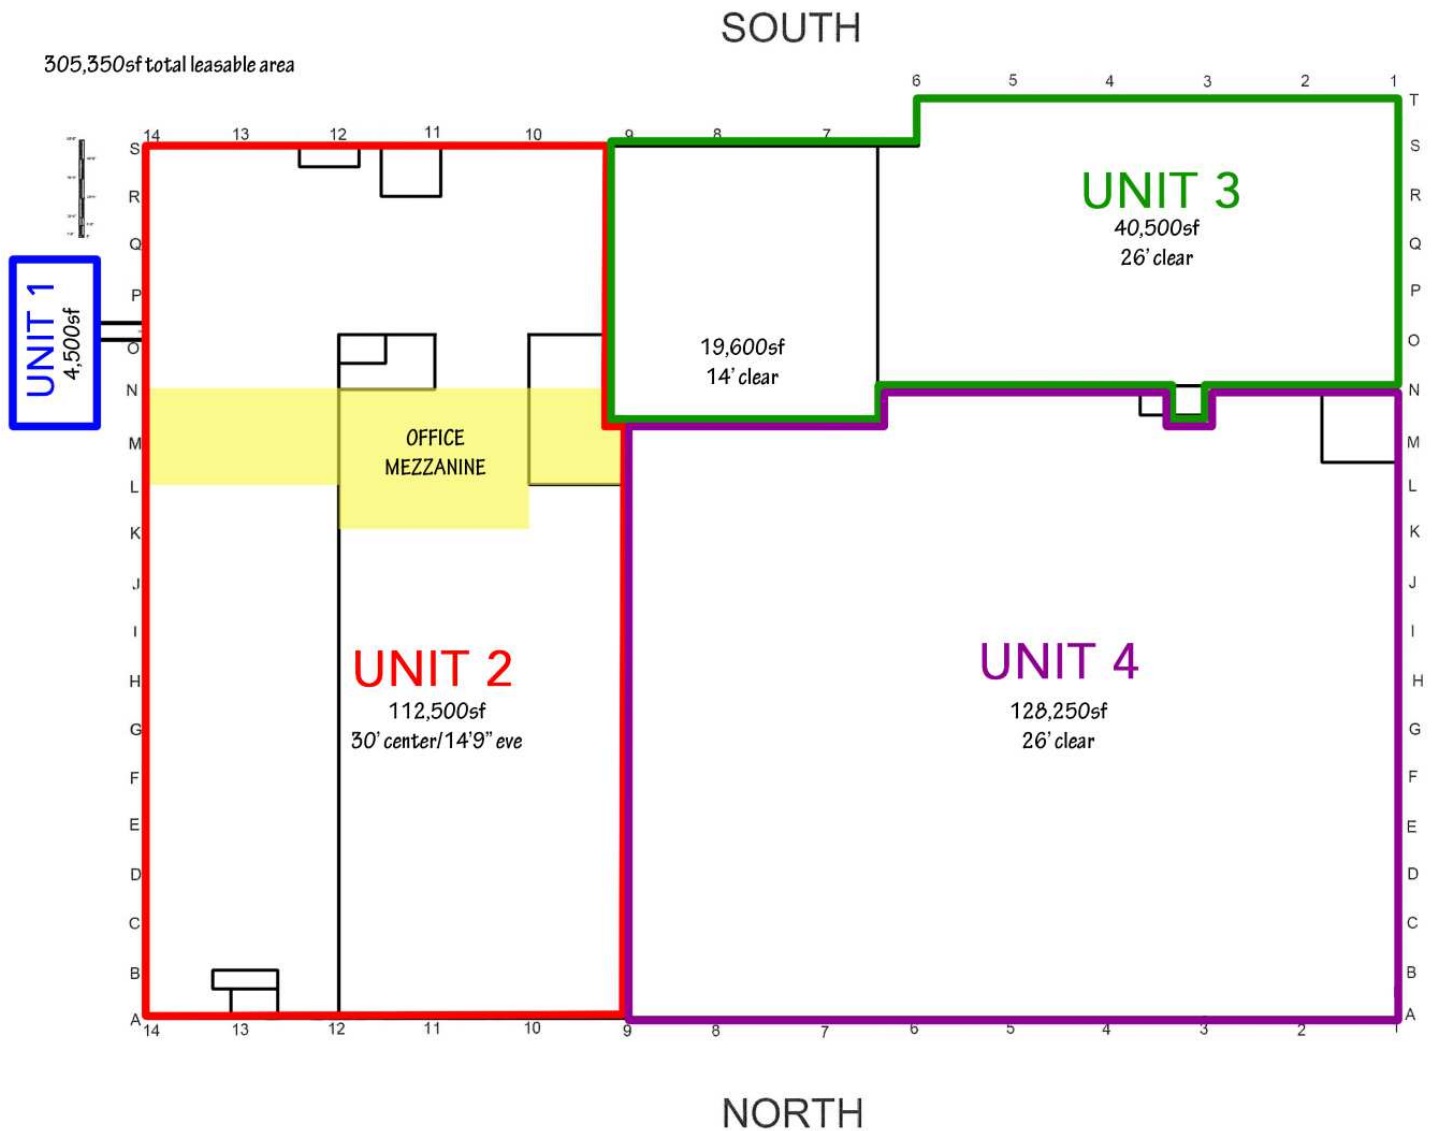 SOUTH
305,350sf total leasable area
6 5 4 3 2 1
T
14 13 12 11 10 9 8 7
S S
R R
Q Q
P P
O O
N N
M M
L L
K K
J J
I I
H H
G G
F F
E E
D D
C C
B B
A A
UNIT 1
4,500sf
UNIT 3
40,500sf
26' clear
19,600sf
14' clear
OFFICE
MEZZANINE
UNIT 2
112,500sf
30' center/14'9" eve
UNIT 4
128,250sf
26' clear
14 13 12 11 10 9 8 7 6 5 4 3 2 1
NORTH